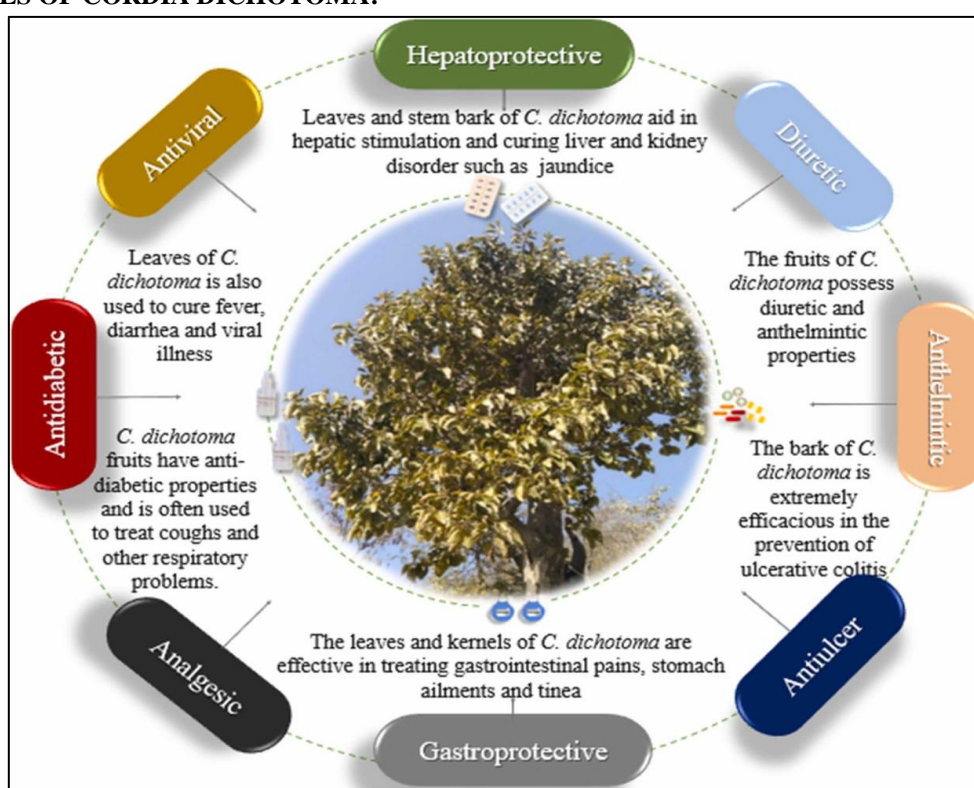 ES OF CORDIA DICHOTOMA:
Hepatoprotective
Leaves and stem bark of C. dichotoma aid in
hepatic stimulation and curing liver and kidney
disorder such as jaundice
Diuretic
The fruits of C.
dichotoma possess
diuretic and
anthelmintic
properties
Anthelmintic
The bark of C.
dichotoma is
extremely
efficacious in the
prevention of
ulcerative colitis
Antiulcer
Gastroprotective
The leaves and kernels of C. dichotoma are
effective in treating gastrointestinal pains, stomach
ailments and tinea
Analgesic
C. dichotoma
fruits have anti-
diabetic properties
and is often used
to treat coughs and
other respiratory
problems.
Antidiabetic
Leaves of C.
dichotoma is also
used to cure fever,
diarrhea and viral
illness
Antiviral